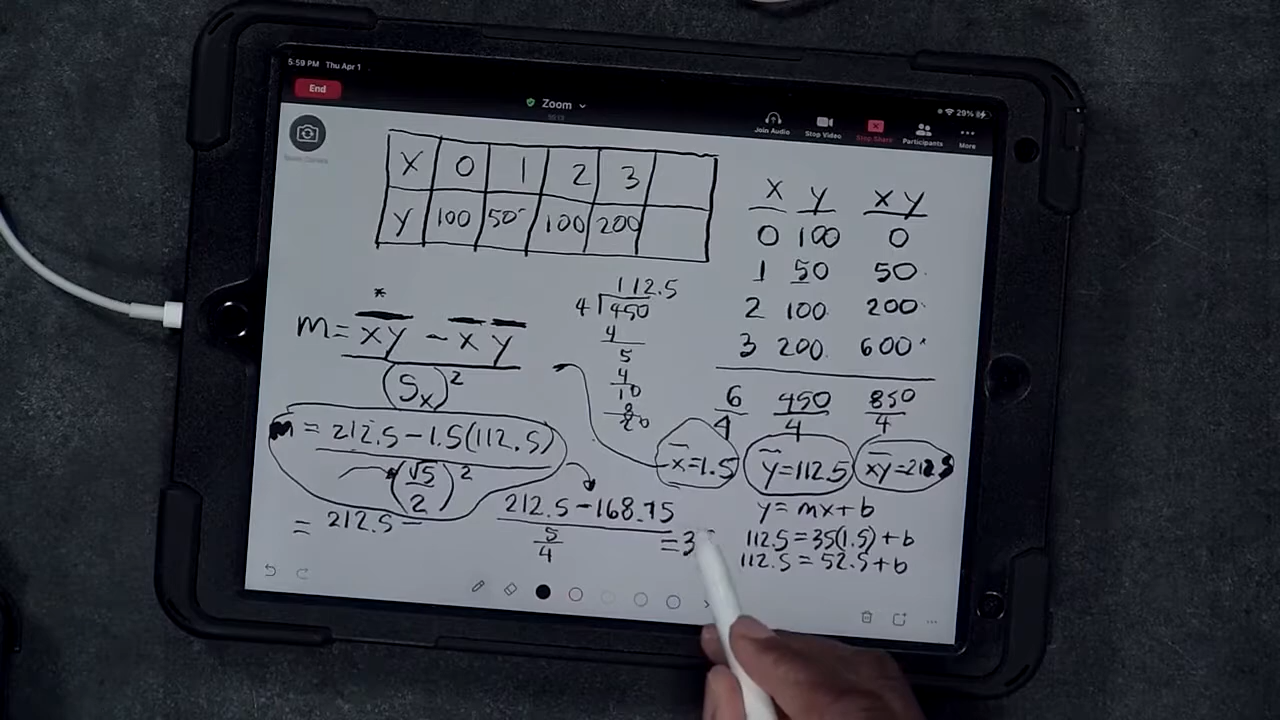 5:59 PM Thu Apr 1
29%
End
Zoom
Join Audio
Stop Video
Stop Share
Participants
More
X 0 1 2 3
Y 100 50 100 200
X Y XY
0 100 0
1 50 50
2 100 200
3 200 600
6/4 450/4 850/4
x̄=1.5 ȳ=112.5 x̄ȳ=212.5
112.5
4 450
4
5
4
10
8
20
*
m= xy - x y
(Sx)²
m = 212.5-1.5(112.5)
(√5/2)²
= 212.5 -
212.5-168.75
5/4
=3
y = mx+b
112.5=35(1.5)+b
112.5=52.5+b